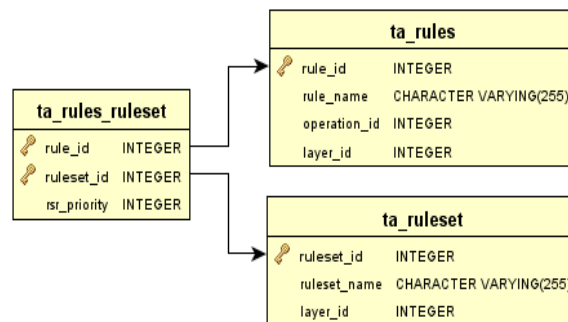 ta_rules
rule_id INTEGER
rule_name CHARACTER VARYING(255)
operation_id INTEGER
layer_id INTEGER
ta_rules_ruleset
rule_id INTEGER
ruleset_id INTEGER
rsr_priority INTEGER
ta_ruleset
ruleset_id INTEGER
ruleset_name CHARACTER VARYING(255)
layer_id INTEGER